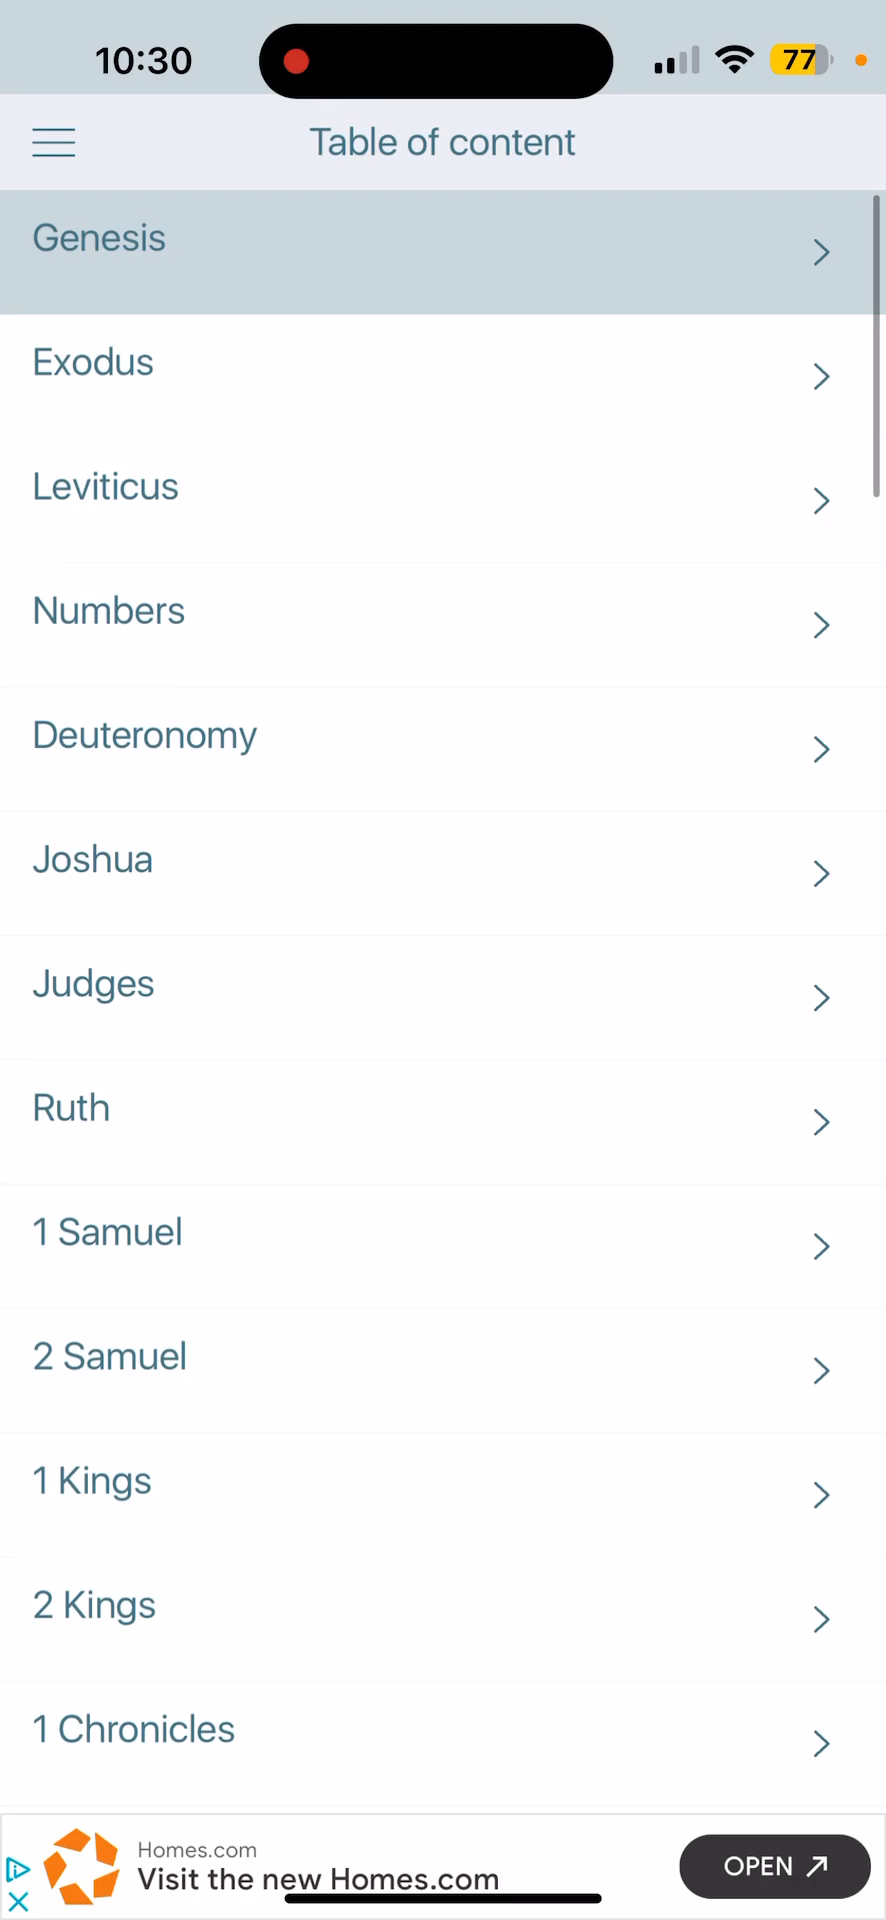 10:30
77
Table of content
Genesis
Exodus
Leviticus
Numbers
Deuteronomy
Joshua
Judges
Ruth
1 Samuel
2 Samuel
1 Kings
2 Kings
1 Chronicles
Homes.com
Visit the new Homes.com
OPEN